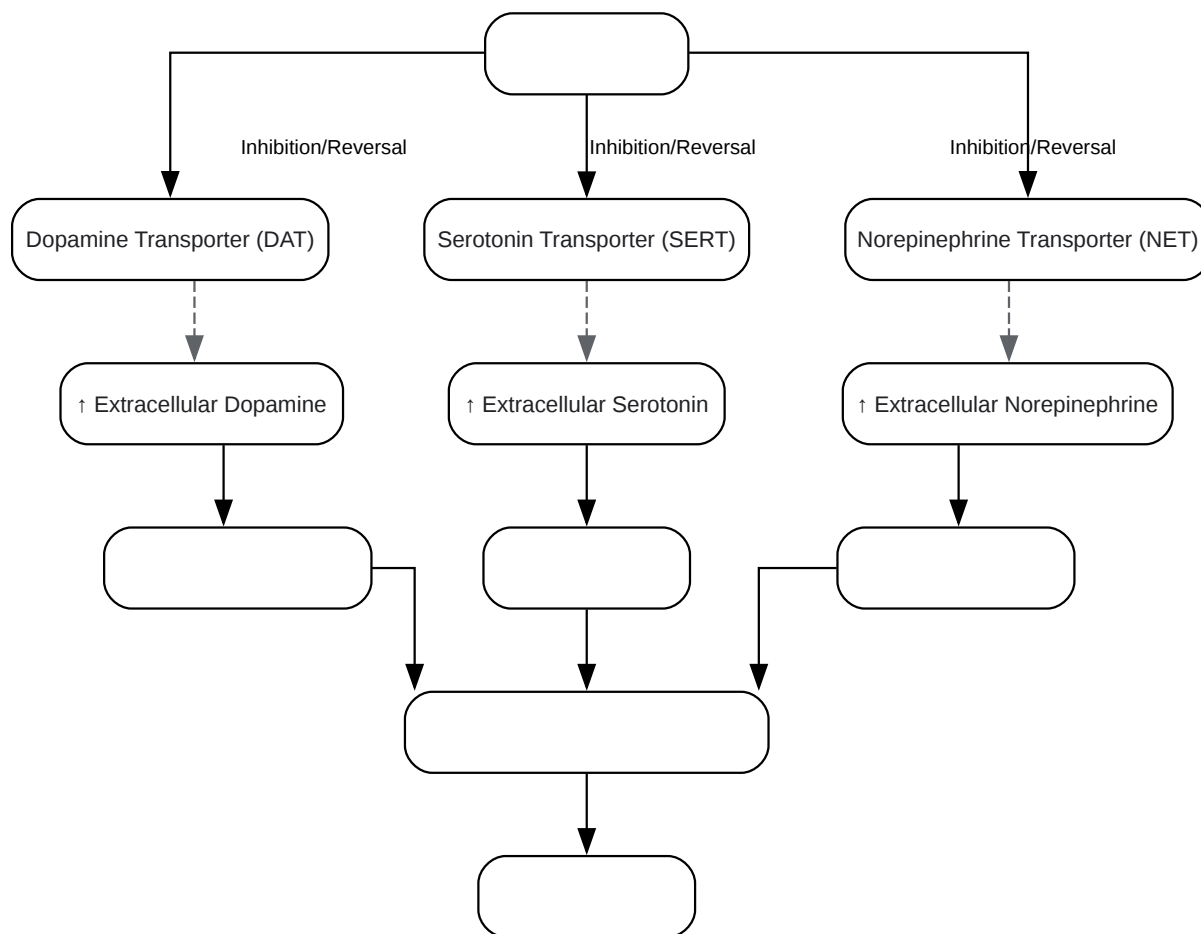 Inhibition/Reversal
Inhibition/Reversal
Inhibition/Reversal
Dopamine Transporter (DAT)
Serotonin Transporter (SERT)
Norepinephrine Transporter (NET)
↑ Extracellular Dopamine
↑ Extracellular Serotonin
↑ Extracellular Norepinephrine